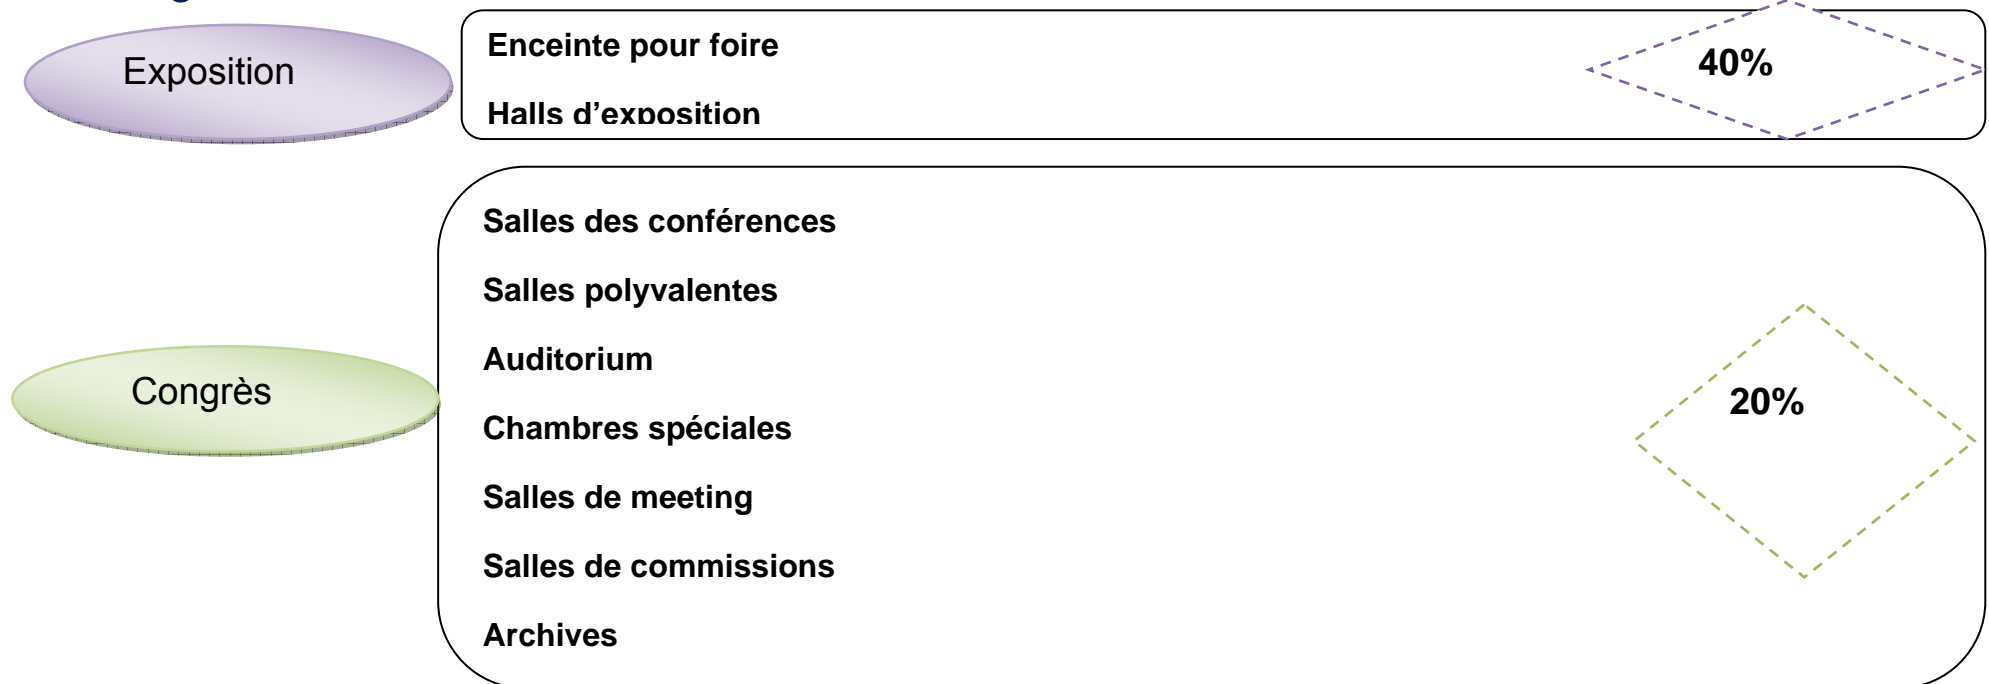 Exposition
Enceinte pour foire
40%
Halls d'exposition
Salles des conférences
Salles polyvalentes
Auditorium
Congrès
20%
Chambres spéciales
Salles de meeting
Salles de commissions
Archives